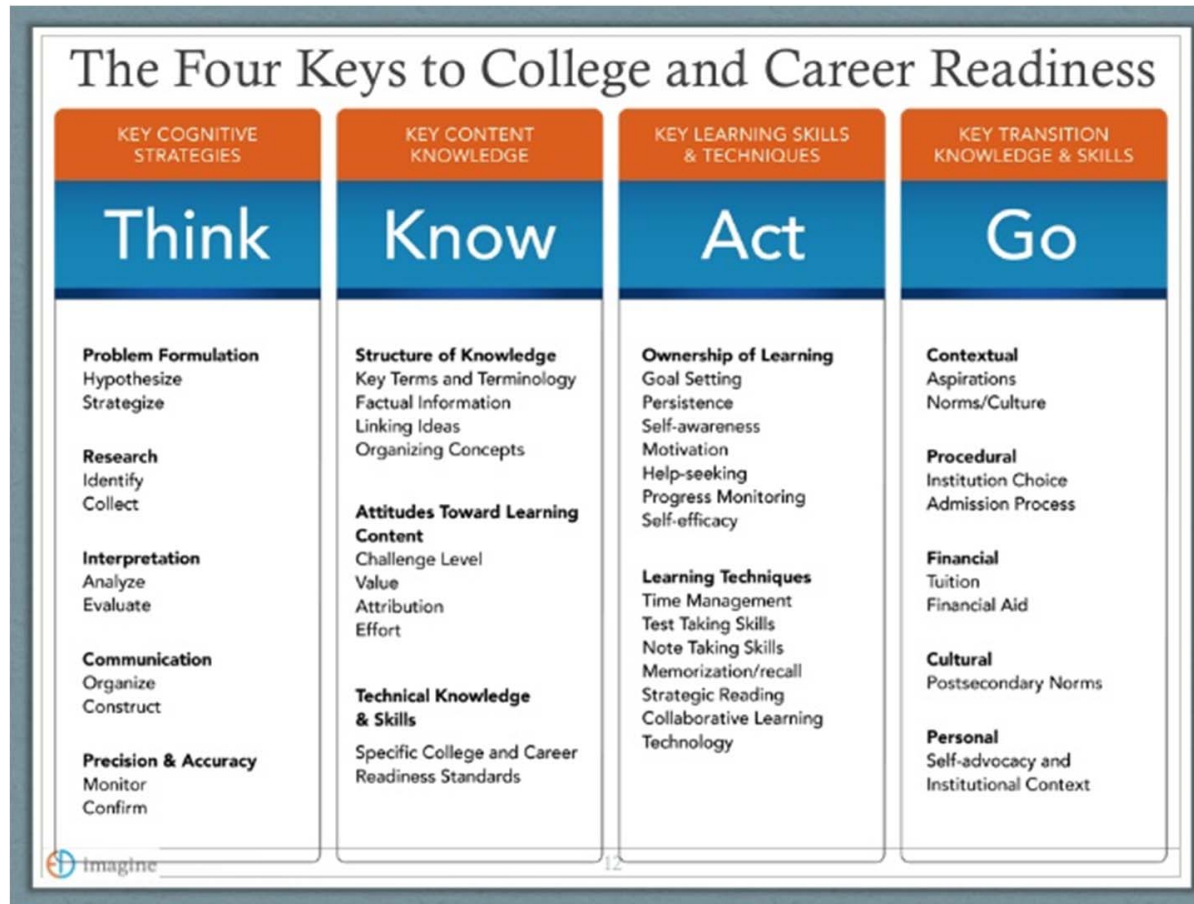 The Four Keys to College and Career Readiness
KEY COGNITIVE
STRATEGIES
Think
Problem Formulation
Hypothesize
Strategize
Research
Identify
Collect
Interpretation
Analyze
Evaluate
Communication
Organize
Construct
Precision & Accuracy
Monitor
Confirm
KEY CONTENT
KNOWLEDGE
Know
Structure of Knowledge
Key Terms and Terminology
Factual Information
Linking Ideas
Organizing Concepts
Attitudes Toward Learning
Content
Challenge Level
Value
Attribution
Effort
Technical Knowledge
& Skills
Specific College and Career
Readiness Standards
KEY LEARNING SKILLS
& TECHNIQUES
Act
Ownership of Learning
Goal Setting
Persistence
Self-awareness
Motivation
Help-seeking
Progress Monitoring
Self-efficacy
Learning Techniques
Time Management
Test Taking Skills
Note Taking Skills
Memorization/recall
Strategic Reading
Collaborative Learning
Technology
KEY TRANSITION
KNOWLEDGE & SKILLS
Go
Contextual
Aspirations
Norms/Culture
Procedural
Institution Choice
Admission Process
Financial
Tuition
Financial Aid
Cultural
Postsecondary Norms
Personal
Self-advocacy and
Institutional Context
ED imagine
12